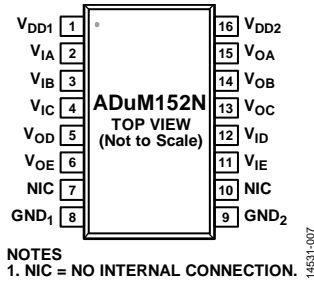 VDD1 1 16 VDD2
VIA 2 15 VOA
VIB 3 14 VOB
VIC 4 ADuM152N 13 VOC
TOP VIEW
VOD 5 (Not to Scale) 12 VID
VOE 6 11 VIE
NIC 7 10 NIC
GND1 8 9 GND2
NOTES
1. NIC = NO INTERNAL CONNECTION.
14531-007